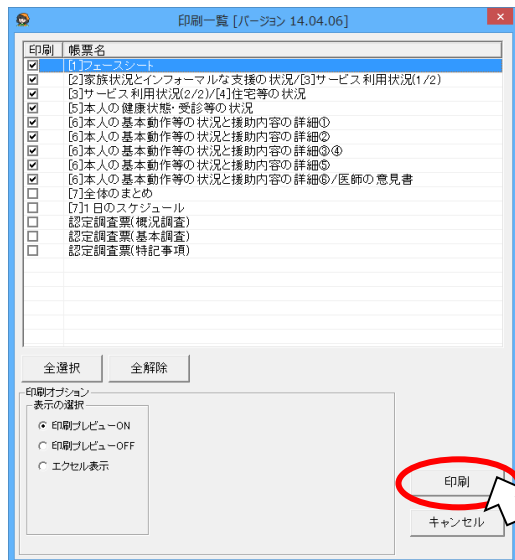 印刷一覧 [バージョン 14.04.06]
印刷 帳票名
[1]フェースシート
[2]家族状況とインフォーマルな支援の状況/[3]サービス利用状況(1/2)
[3]サービス利用状況(2/2)/[4]住宅等の状況
[5]本人の健康状態・受診等の状況
[6]本人の基本動作等の状況と援助内容の詳細①
[6]本人の基本動作等の状況と援助内容の詳細②
[6]本人の基本動作等の状況と援助内容の詳細③④
[6]本人の基本動作等の状況と援助内容の詳細⑤
[6]本人の基本動作等の状況と援助内容の詳細⑥/医師の意見書
[7]全体のまとめ
[7]1日のスケジュール
認定調査票(概況調査)
認定調査票(基本調査)
認定調査票(特記事項)
全選択 全解除
印刷オプション
表示の選択
印刷プレビューON
印刷プレビューOFF
エクセル表示
印刷
キャンセル